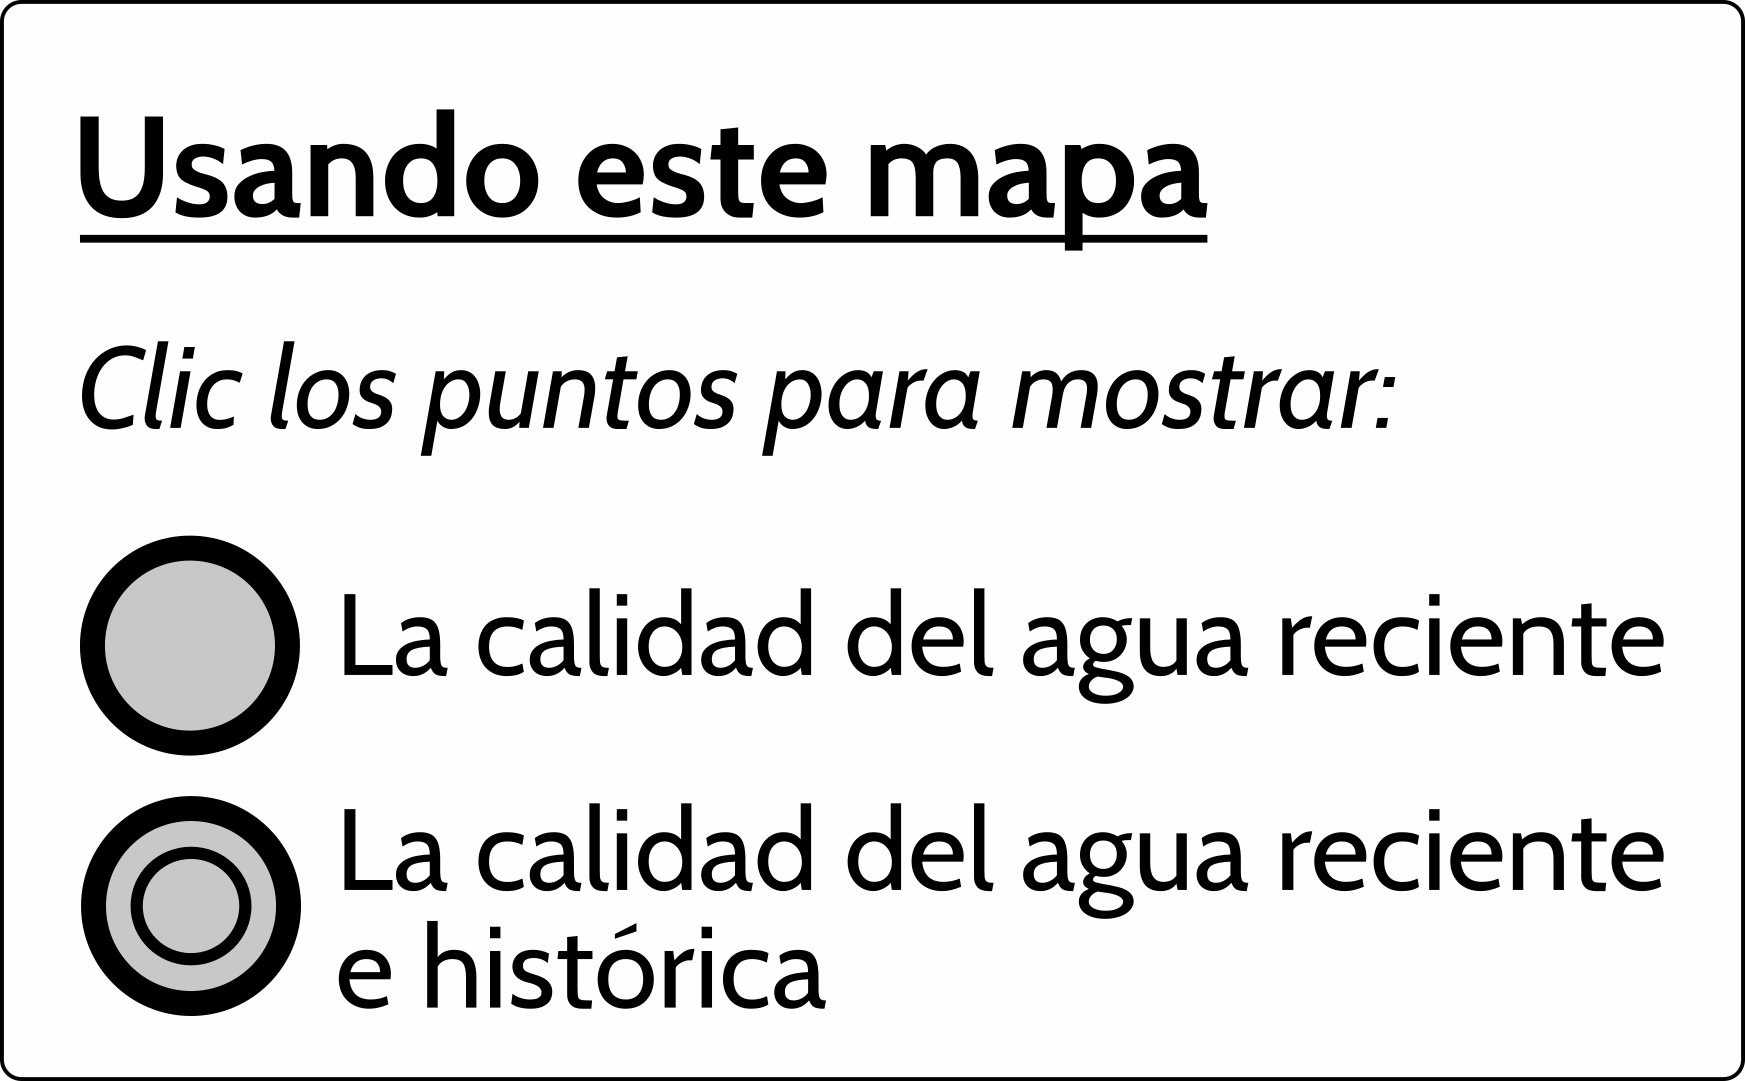 Usando este mapa
Clic los puntos para mostrar:
La calidad del agua reciente
La calidad del agua reciente
e histórica